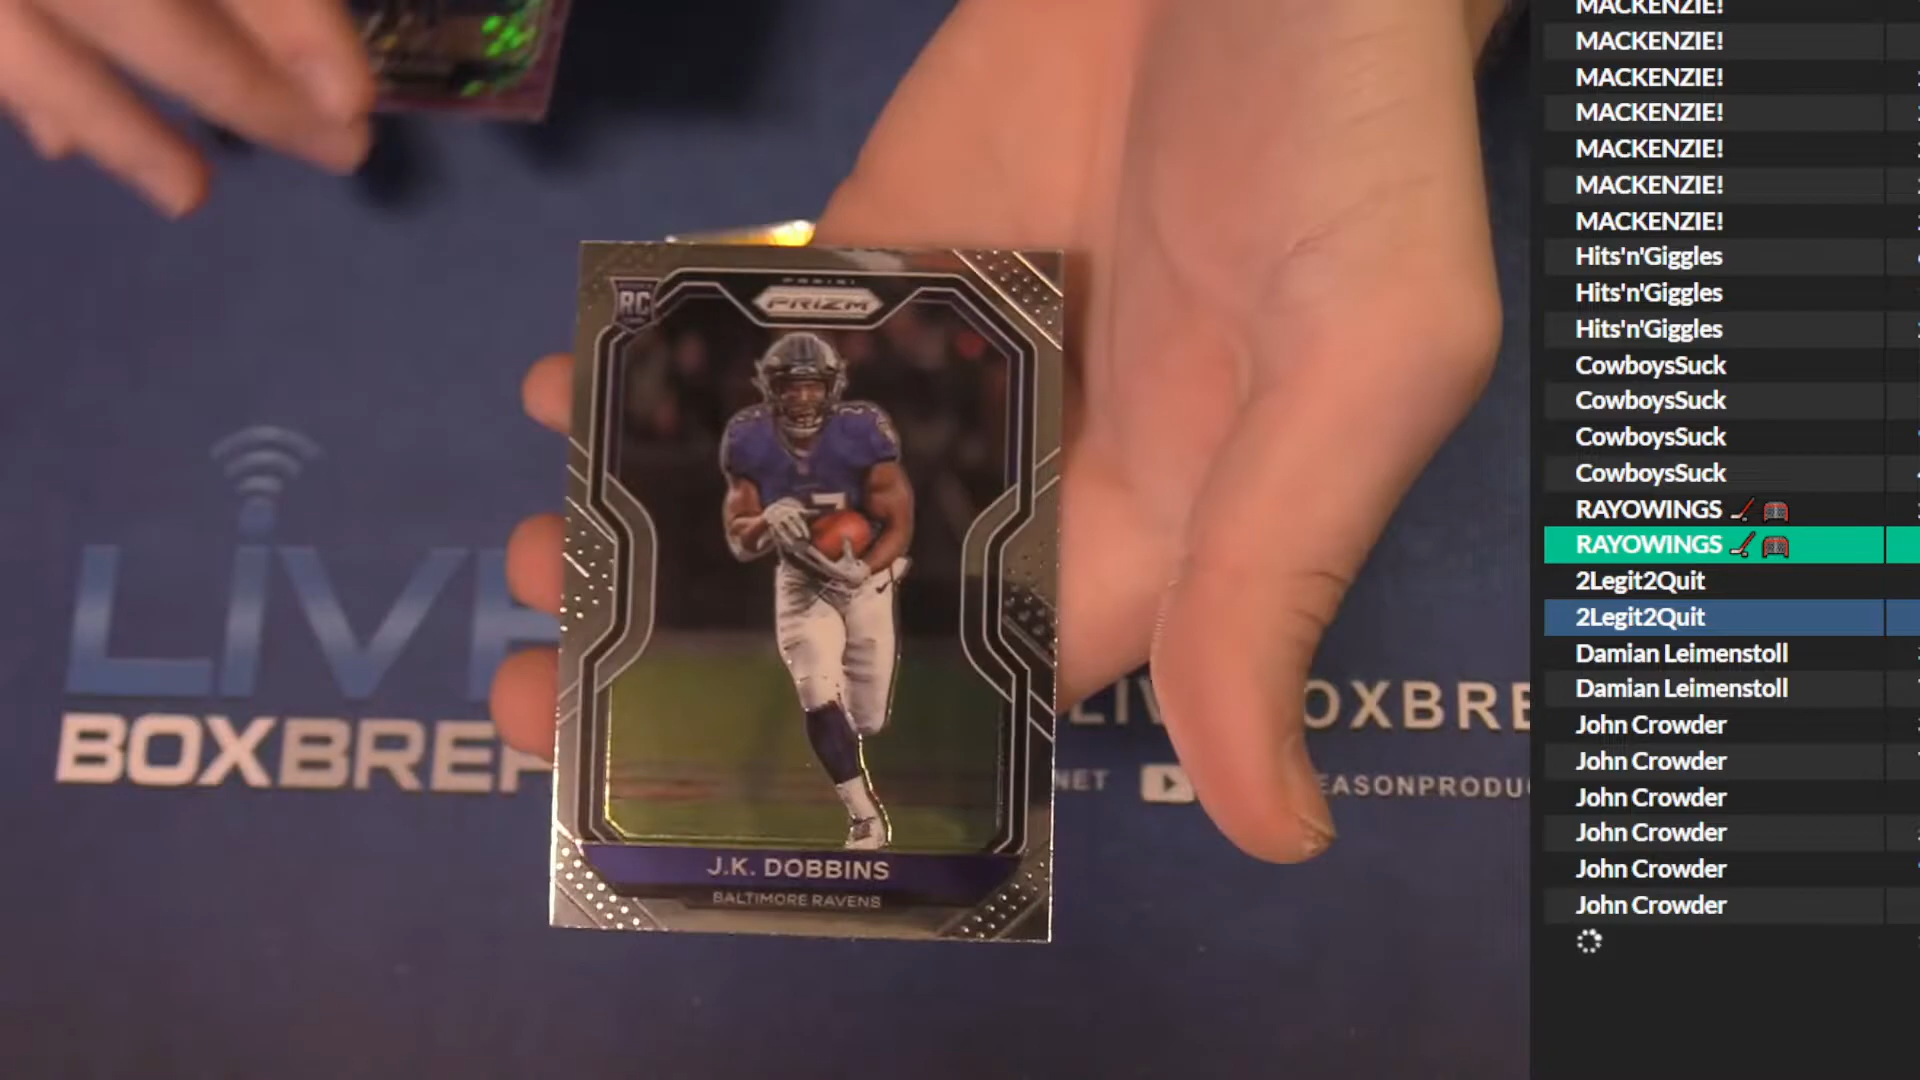 RC
PANINI
PRIZM
J.K. DOBBINS
BALTIMORE RAVENS
LIVE
BOXBRE
LIV
OXBRE
NET
EASONPRODU
MACKENZIE!
MACKENZIE!
MACKENZIE!
MACKENZIE!
MACKENZIE!
MACKENZIE!
MACKENZIE!
Hits'n'Giggles
Hits'n'Giggles
Hits'n'Giggles
CowboysSuck
CowboysSuck
CowboysSuck
CowboysSuck
RAYOWINGS
RAYOWINGS
2Legit2Quit
2Legit2Quit
Damian Leimenstoll
Damian Leimenstoll
John Crowder
John Crowder
John Crowder
John Crowder
John Crowder
John Crowder